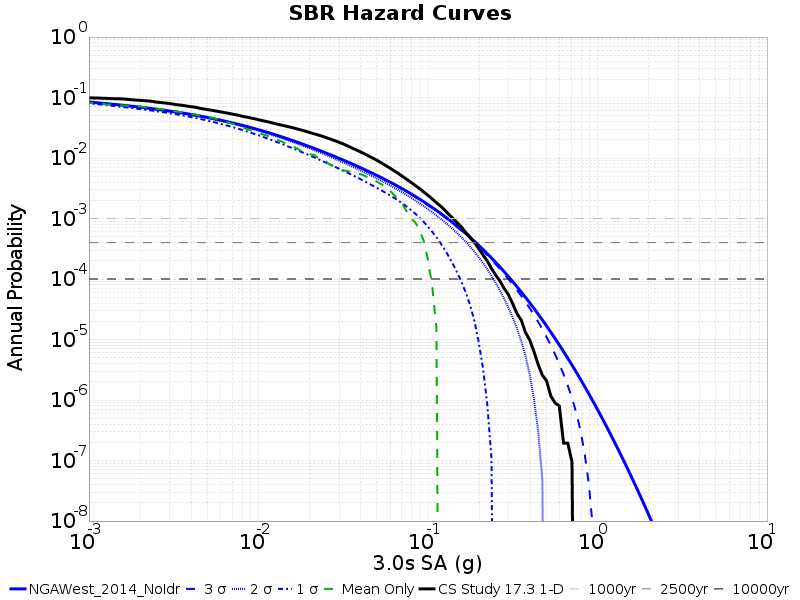 SBR Hazard Curves
Annual Probability
10^0
10^-1
10^-2
10^-3
10^-4
10^-5
10^-6
10^-7
10^-8
10^-3 10^-2 10^-1 10^0 10^1
3.0s SA (g)
NGAWest_2014_NoIdr 3 σ 2 σ 1 σ Mean Only CS Study 17.3 1-D 1000yr 2500yr 10000yr